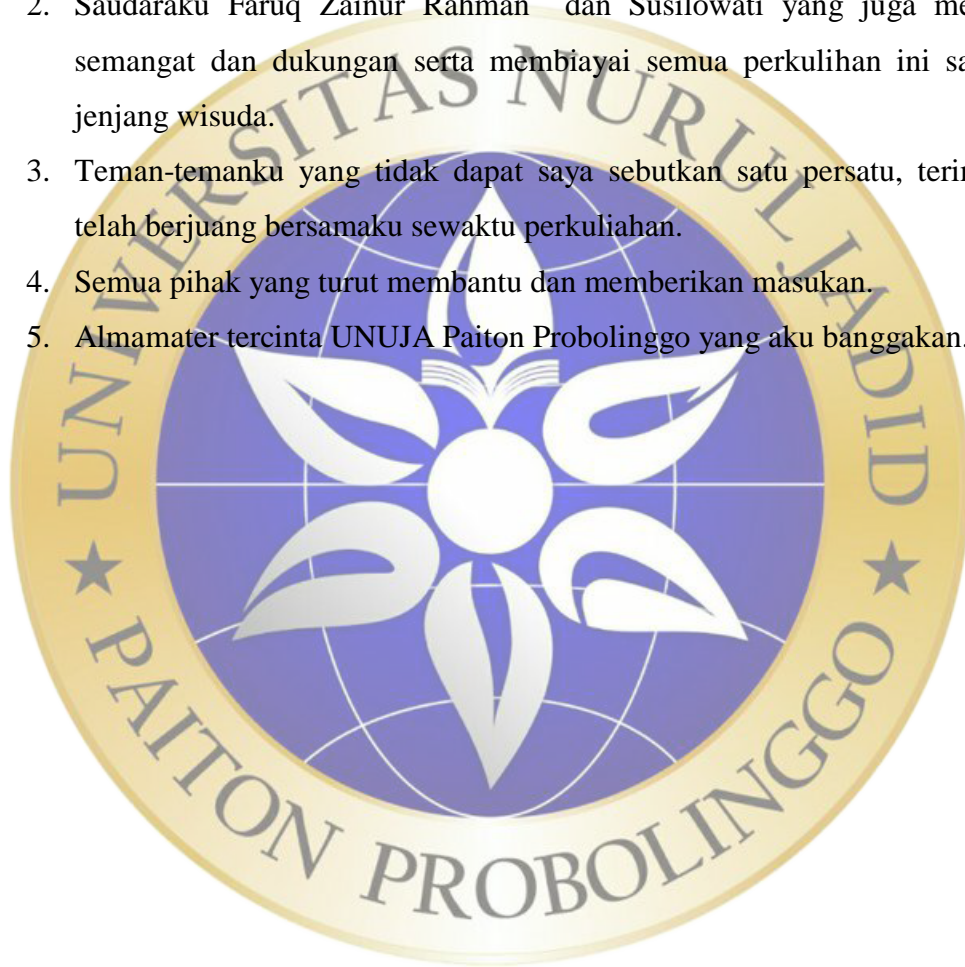 2. Saudaraku Faruq Zainur Rahman dan Susilowati yang juga me
semangat dan dukungan serta membiayai semua perkulihan ini sa
jenjang wisuda.
3. Teman-temanku yang tidak dapat saya sebutkan satu persatu, teri
telah berjuang bersamaku sewaktu perkuliahan.
4. Semua pihak yang turut membantu dan memberikan masukan.
5. Almamater tercinta UNUJA Paiton Probolinggo yang aku banggakan.
UNIVERSITAS NURUL JADID
PAITON PROBOLINGGO